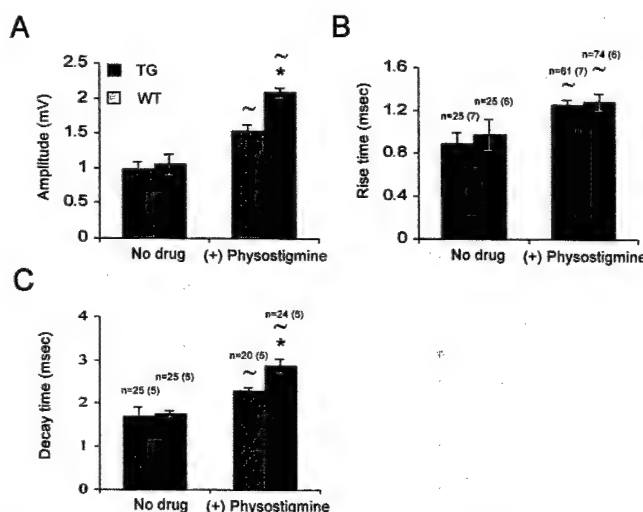 A
TG
WT
~
~
*
2.5
2
1.5
1
0.5
0
Amplitude (mV)
No drug
(+) Physostigmine
B
n=25 (7)
n=25 (6)
n=61 (7)
n=74 (6)
~
~
1.6
1.2
0.8
0.4
0
Rise time (msec)
No drug
(+) Physostigmine
C
n=25 (5)
n=25 (5)
n=20 (5)
n=24 (5)
~
~
*
4
3
2
1
0
Decay time (msec)
No drug
(+) Physostigmine